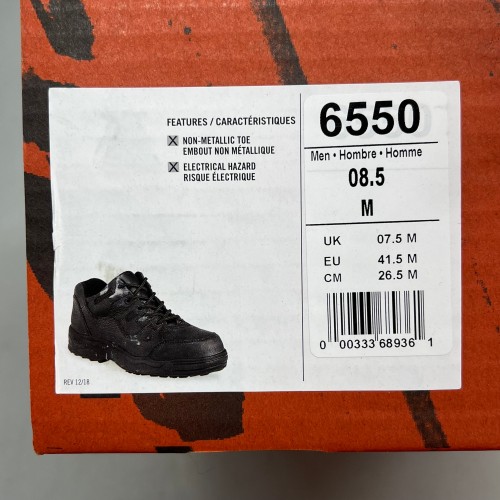 FEATURES / CARACTÉRISTIQUES
NON-METALLIC TOE
EMBOUT NON MÉTALLIQUE
ELECTRICAL HAZARD
RISQUE ÉLECTRIQUE
REV 12/18
6550
Men • Hombre • Homme
08.5
M
UK 07.5 M
EU 41.5 M
CM 26.5 M
0 00333 68936 1